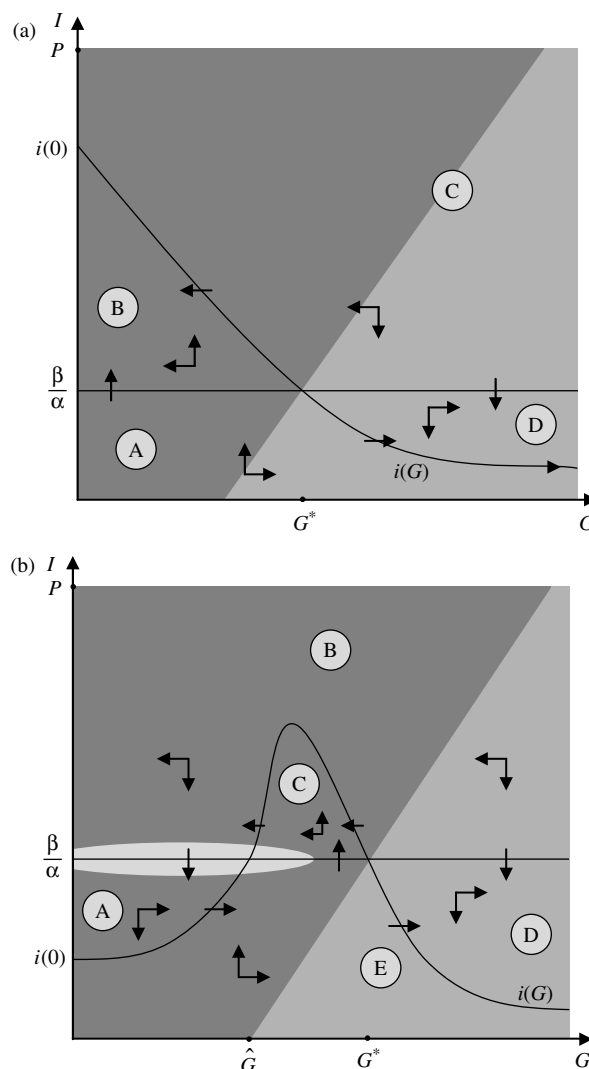 (a)
I
P
i(0)
C
B
β
α
D
A
i(G)
G*
G
(b)
I
P
B
C
β
α
A
D
i(0)
E
i(G)
Ĝ
G*
G